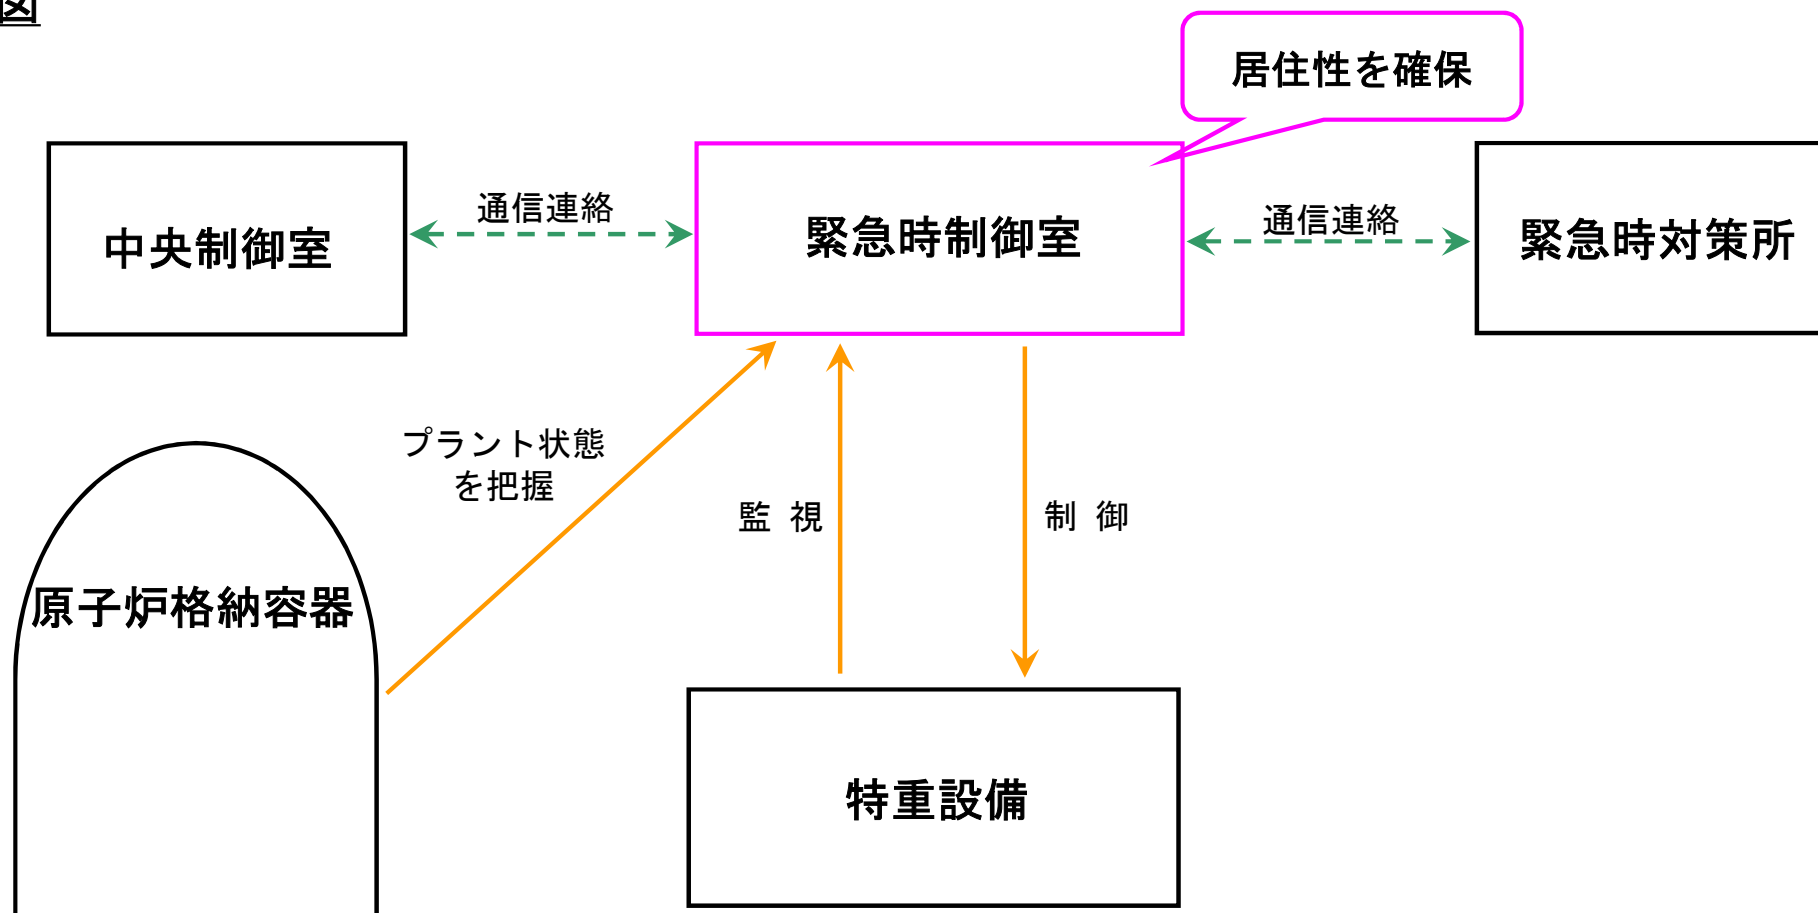 図
居住性を確保
中央制御室
通信連絡
緊急時制御室
通信連絡
緊急時対策所
プラント状態
を把握
監 視
制 御
原子炉格納容器
特重設備